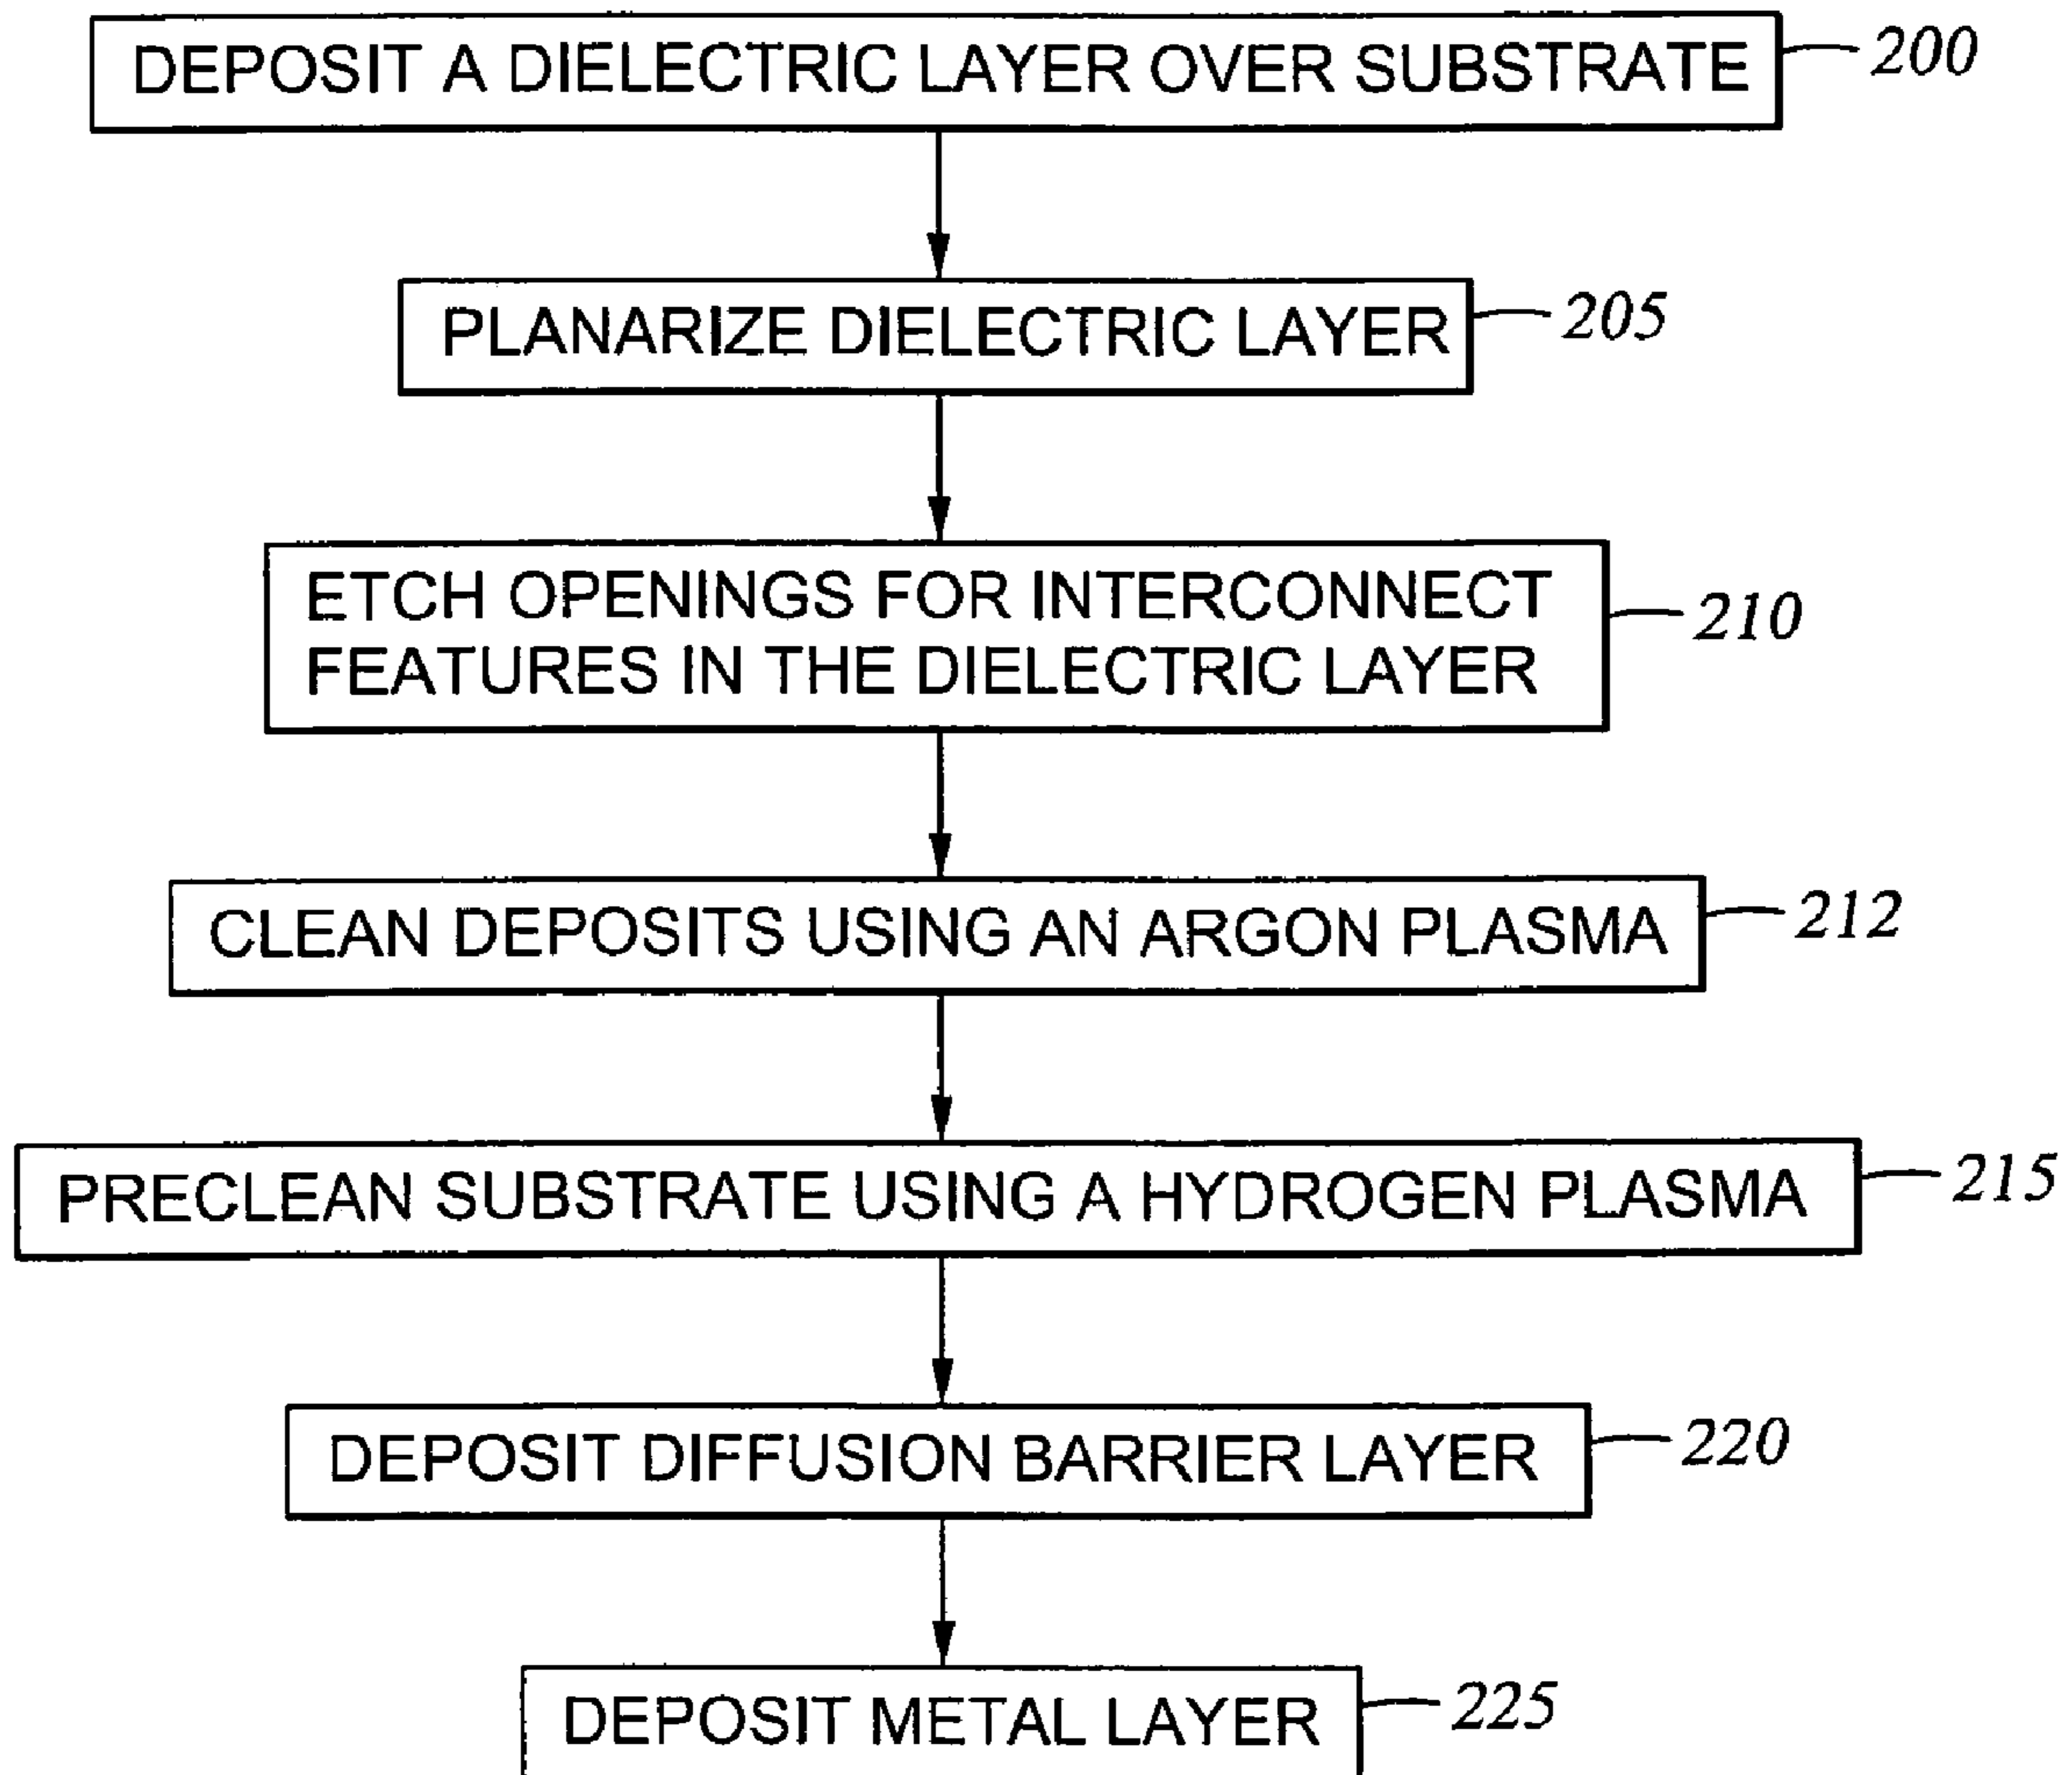 DEPOSIT A DIELECTRIC LAYER OVER SUBSTRATE 200
PLANARIZE DIELECTRIC LAYER 205
ETCH OPENINGS FOR INTERCONNECT
FEATURES IN THE DIELECTRIC LAYER 210
CLEAN DEPOSITS USING AN ARGON PLASMA 212
PRECLEAN SUBSTRATE USING A HYDROGEN PLASMA 215
DEPOSIT DIFFUSION BARRIER LAYER 220
DEPOSIT METAL LAYER 225